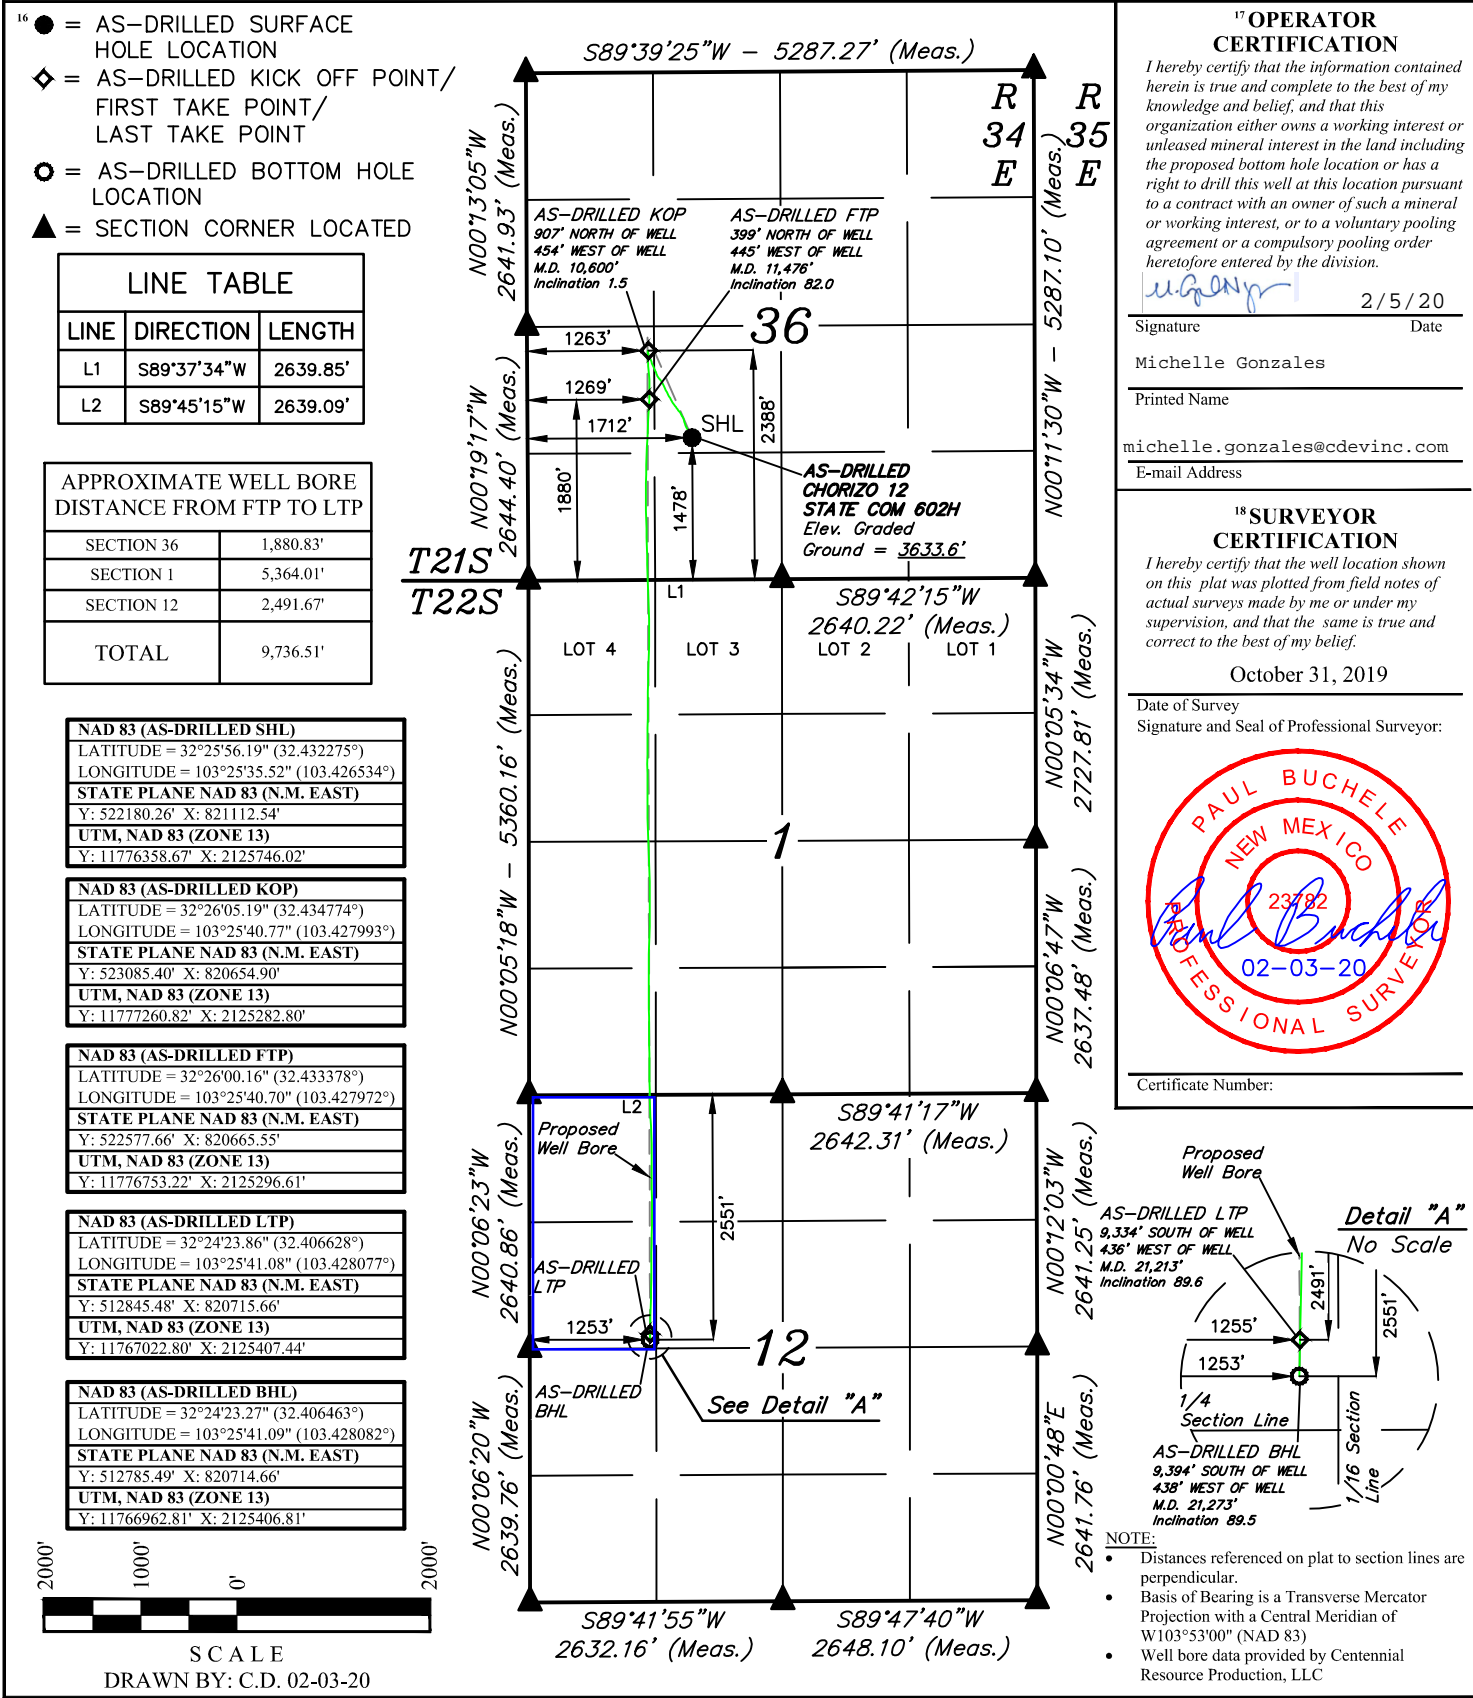 16 ● = AS-DRILLED SURFACE
HOLE LOCATION
= AS-DRILLED KICK OFF POINT/
FIRST TAKE POINT/
LAST TAKE POINT
= AS-DRILLED BOTTOM HOLE
LOCATION
▲ = SECTION CORNER LOCATED
LINE TABLE
LINE DIRECTION LENGTH
L1 S89°37'34"W 2639.85'
L2 S89°45'15"W 2639.09'
APPROXIMATE WELL BORE
DISTANCE FROM FTP TO LTP
SECTION 36 1,880.83'
SECTION 1 5,364.01'
SECTION 12 2,491.67'
TOTAL 9,736.51'
NAD 83 (AS-DRILLED SHL)
LATITUDE = 32°25'56.19" (32.432275°)
LONGITUDE = 103°25'35.52" (103.426534°)
STATE PLANE NAD 83 (N.M. EAST)
Y: 522180.26' X: 821112.54'
UTM, NAD 83 (ZONE 13)
Y: 11776358.67' X: 2125746.02'
NAD 83 (AS-DRILLED KOP)
LATITUDE = 32°26'05.19" (32.434774°)
LONGITUDE = 103°25'40.77" (103.427993°)
STATE PLANE NAD 83 (N.M. EAST)
Y: 523085.40' X: 820654.90'
UTM, NAD 83 (ZONE 13)
Y: 11777260.82' X: 2125282.80'
NAD 83 (AS-DRILLED FTP)
LATITUDE = 32°26'00.16" (32.433378°)
LONGITUDE = 103°25'40.70" (103.427972°)
STATE PLANE NAD 83 (N.M. EAST)
Y: 522577.66' X: 820665.55'
UTM, NAD 83 (ZONE 13)
Y: 11776753.22' X: 2125296.61'
NAD 83 (AS-DRILLED LTP)
LATITUDE = 32°24'23.86" (32.406628°)
LONGITUDE = 103°25'41.08" (103.428077°)
STATE PLANE NAD 83 (N.M. EAST)
Y: 512845.48' X: 820715.66'
UTM, NAD 83 (ZONE 13)
Y: 11767022.80' X: 2125407.44'
NAD 83 (AS-DRILLED BHL)
LATITUDE = 32°24'23.27" (32.406463°)
LONGITUDE = 103°25'41.09" (103.428082°)
STATE PLANE NAD 83 (N.M. EAST)
Y: 512785.49' X: 820714.66'
UTM, NAD 83 (ZONE 13)
Y: 11766962.81' X: 2125406.81'
2000' 1000' 0' 2000'
SCALE
DRAWN BY: C.D. 02-03-20
S89°39'25"W - 5287.27' (Meas.)
R R
34 35
E E
N00°13'05"W
2641.93' (Meas.)
AS-DRILLED KOP
907' NORTH OF WELL
454' WEST OF WELL
M.D. 10,600'
Inclination 1.5
AS-DRILLED FTP
399' NORTH OF WELL
445' WEST OF WELL
M.D. 11,476'
Inclination 82.0
N00°11'30"W - 5287.10' (Meas.)
36
1263'
1269'
1712'
SHL
2388'
1880'
1478'
N00°19'17"W
2644.40' (Meas.)
AS-DRILLED
CHORIZO 12
STATE COM 602H
Elev. Graded
Ground = 3633.6'
T21S
T22S
L1
S89°42'15"W
2640.22' (Meas.)
LOT 4 LOT 3 LOT 2 LOT 1
N00°05'18"W - 5360.16' (Meas.)
N00°05'34"W
2727.81' (Meas.)
1
N00°06'47"W
2637.48' (Meas.)
L2
S89°41'17"W
2642.31' (Meas.)
Proposed
Well Bore
2551'
N00°06'23"W
2640.86' (Meas.)
N00°12'03"W
2641.25' (Meas.)
AS-DRILLED
LTP
1253'
12
AS-DRILLED
BHL
See Detail "A"
N00°06'20"W
2639.76' (Meas.)
N00°00'48"E
2641.76' (Meas.)
S89°41'55"W
2632.16' (Meas.)
S89°47'40"W
2648.10' (Meas.)
17 OPERATOR
CERTIFICATION
I hereby certify that the information contained
herein is true and complete to the best of my
knowledge and belief, and that this
organization either owns a working interest or
unleased mineral interest in the land including
the proposed bottom hole location or has a
right to drill this well at this location pursuant
to a contract with an owner of such a mineral
or working interest, or to a voluntary pooling
agreement or a compulsory pooling order
heretofore entered by the division.
2/5/20
Signature Date
Michelle Gonzales
Printed Name
michelle.gonzales@cdevinc.com
E-mail Address
18 SURVEYOR
CERTIFICATION
I hereby certify that the well location shown
on this plat was plotted from field notes of
actual surveys made by me or under my
supervision, and that the same is true and
correct to the best of my belief.
October 31, 2019
Date of Survey
Signature and Seal of Professional Surveyor:
PAUL BUCHELE
NEW MEXICO
23782
Paul Buchele
02-03-20
PROFESSIONAL SURVEYOR
Certificate Number:
Proposed
Well Bore
AS-DRILLED LTP
9,334' SOUTH OF WELL
436' WEST OF WELL
M.D. 21,213'
Inclination 89.6
Detail "A"
No Scale
2491'
2551'
1255'
1253'
1/4
Section Line
1/16 Section
Line
AS-DRILLED BHL
9,394' SOUTH OF WELL
438' WEST OF WELL
M.D. 21,273'
Inclination 89.5
NOTE:
• Distances referenced on plat to section lines are
perpendicular.
• Basis of Bearing is a Transverse Mercator
Projection with a Central Meridian of
W103°53'00" (NAD 83)
• Well bore data provided by Centennial
Resource Production, LLC